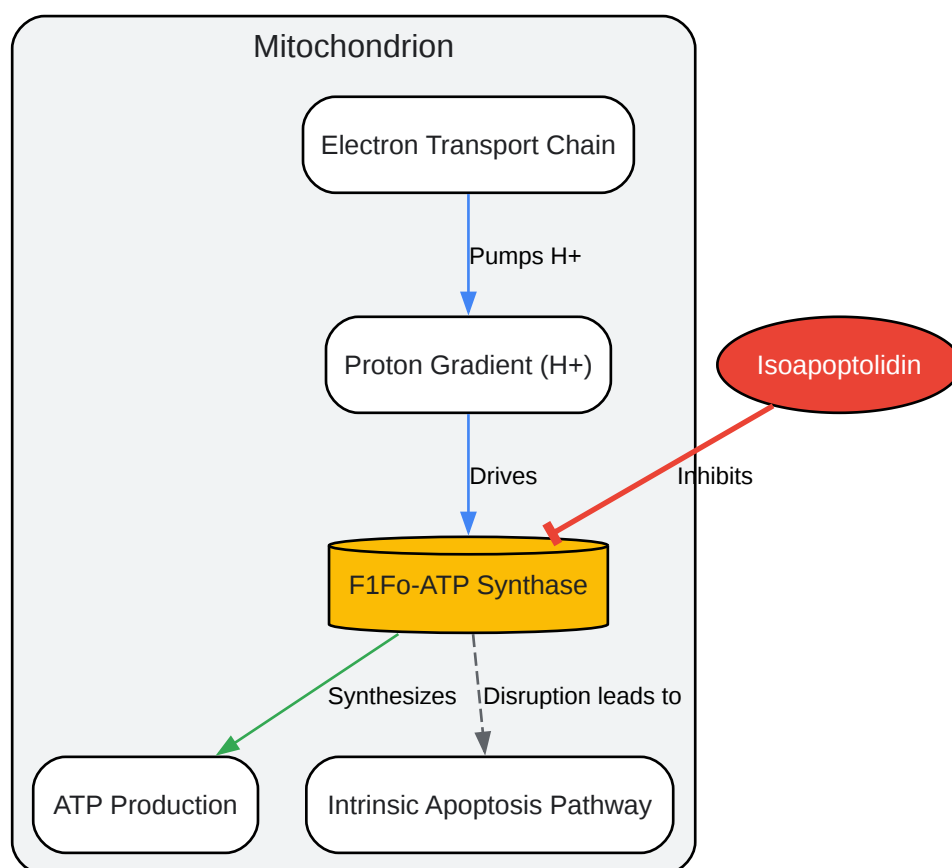 Mitochondrion
Electron Transport Chain
Pumps H+
Proton Gradient (H+)
Isoapoptolidin
Drives
Inhibits
F1Fo-ATP Synthase
Synthesizes
Disruption leads to
ATP Production
Intrinsic Apoptosis Pathway